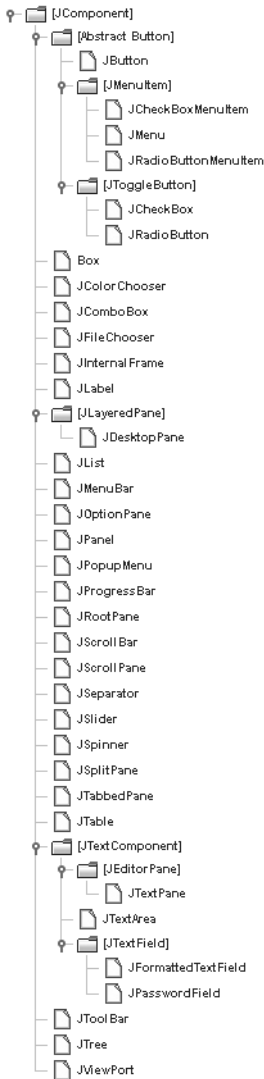 [JComponent]
[Abstract Button]
JButton
[JMenuItem]
JCheckBoxMenuItem
JMenu
JRadioButtonMenuItem
[JToggleButton]
JCheckBox
JRadioButton
Box
JColorChooser
JComboBox
JFileChooser
JInternalFrame
JLabel
[JLayeredPane]
JDesktopPane
JList
JMenuBar
JOptionPane
JPanel
JPopupMenu
JProgressBar
JRootPane
JScrollBar
JScrollPane
JSeparator
JSlider
JSpinner
JSplitPane
JTabbedPane
JTable
[JTextComponent]
[JEditorPane]
JTextPane
JTextArea
[JTextField]
JFormattedTextField
JPasswordField
JToolBar
JTree
JViewPort